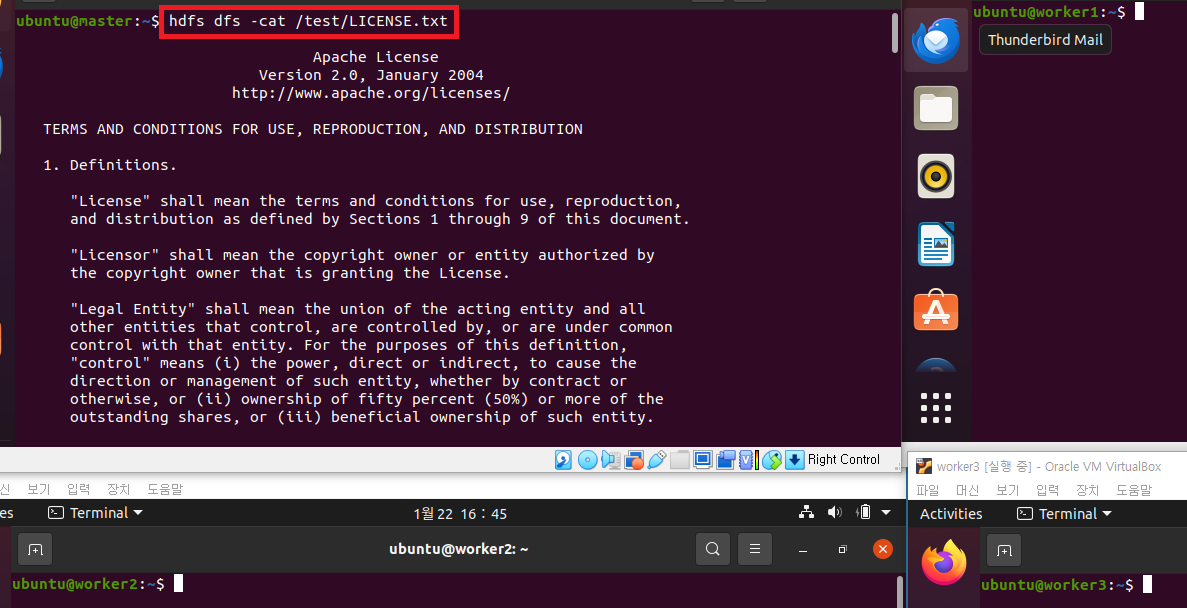 ubuntu@master:~$ hdfs dfs -cat /test/LICENSE.txt
Apache License
Version 2.0, January 2004
http://www.apache.org/licenses/
TERMS AND CONDITIONS FOR USE, REPRODUCTION, AND DISTRIBUTION
1. Definitions.
"License" shall mean the terms and conditions for use, reproduction,
and distribution as defined by Sections 1 through 9 of this document.
"Licensor" shall mean the copyright owner or entity authorized by
the copyright owner that is granting the License.
"Legal Entity" shall mean the union of the acting entity and all
other entities that control, are controlled by, or are under common
control with that entity. For the purposes of this definition,
"control" means (i) the power, direct or indirect, to cause the
direction or management of such entity, whether by contract or
otherwise, or (ii) ownership of fifty percent (50%) or more of the
outstanding shares, or (iii) beneficial ownership of such entity.
Right Control
ubuntu@worker1:~$
Thunderbird Mail
신 보기 입력 장치 도움말
es Terminal 1월 22 16 : 45
ubuntu@worker2: ~
ubuntu@worker2:~$
worker3 [실행 중] - Oracle VM VirtualBox
파일 머신 보기 입력 장치 도움말
Activities Terminal
ubuntu@worker3:~$